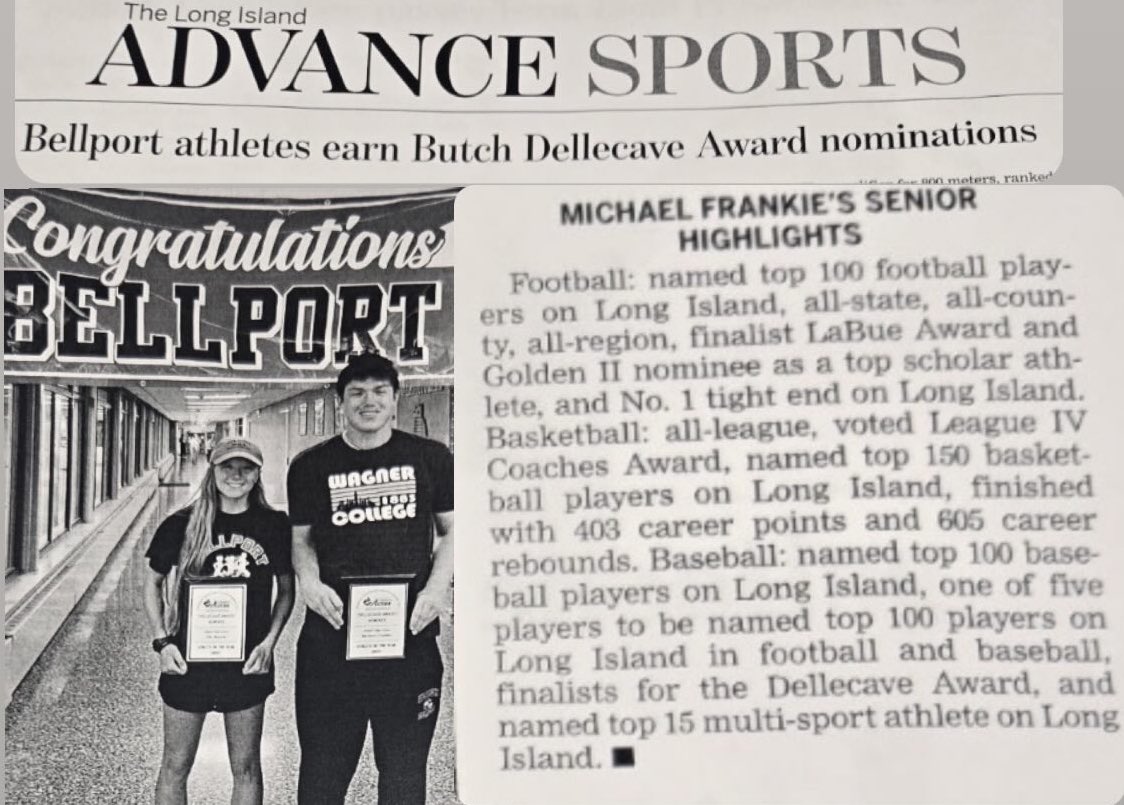 The Long Island
ADVANCE SPORTS
Bellport athletes earn Butch Dellecave Award nominations
for 800 meters, ranked
Congratulations
BELLPORT
WAGNER
1883
COLLEGE
BELLPORT
MICHAEL FRANKIE'S SENIOR
HIGHLIGHTS
Football: named top 100 football play-
ers on Long Island, all-state, all-coun-
ty, all-region, finalist LaBue Award and
Golden II nominee as a top scholar ath-
lete, and No. 1 tight end on Long Island.
Basketball: all-league, voted League IV
Coaches Award, named top 150 basket-
ball players on Long Island, finished
with 403 career points and 605 career
rebounds. Baseball: named top 100 base-
ball players on Long Island, one of five
players to be named top 100 players on
Long Island in football and baseball,
finalists for the Dellecave Award, and
named top 15 multi-sport athlete on Long
Island.